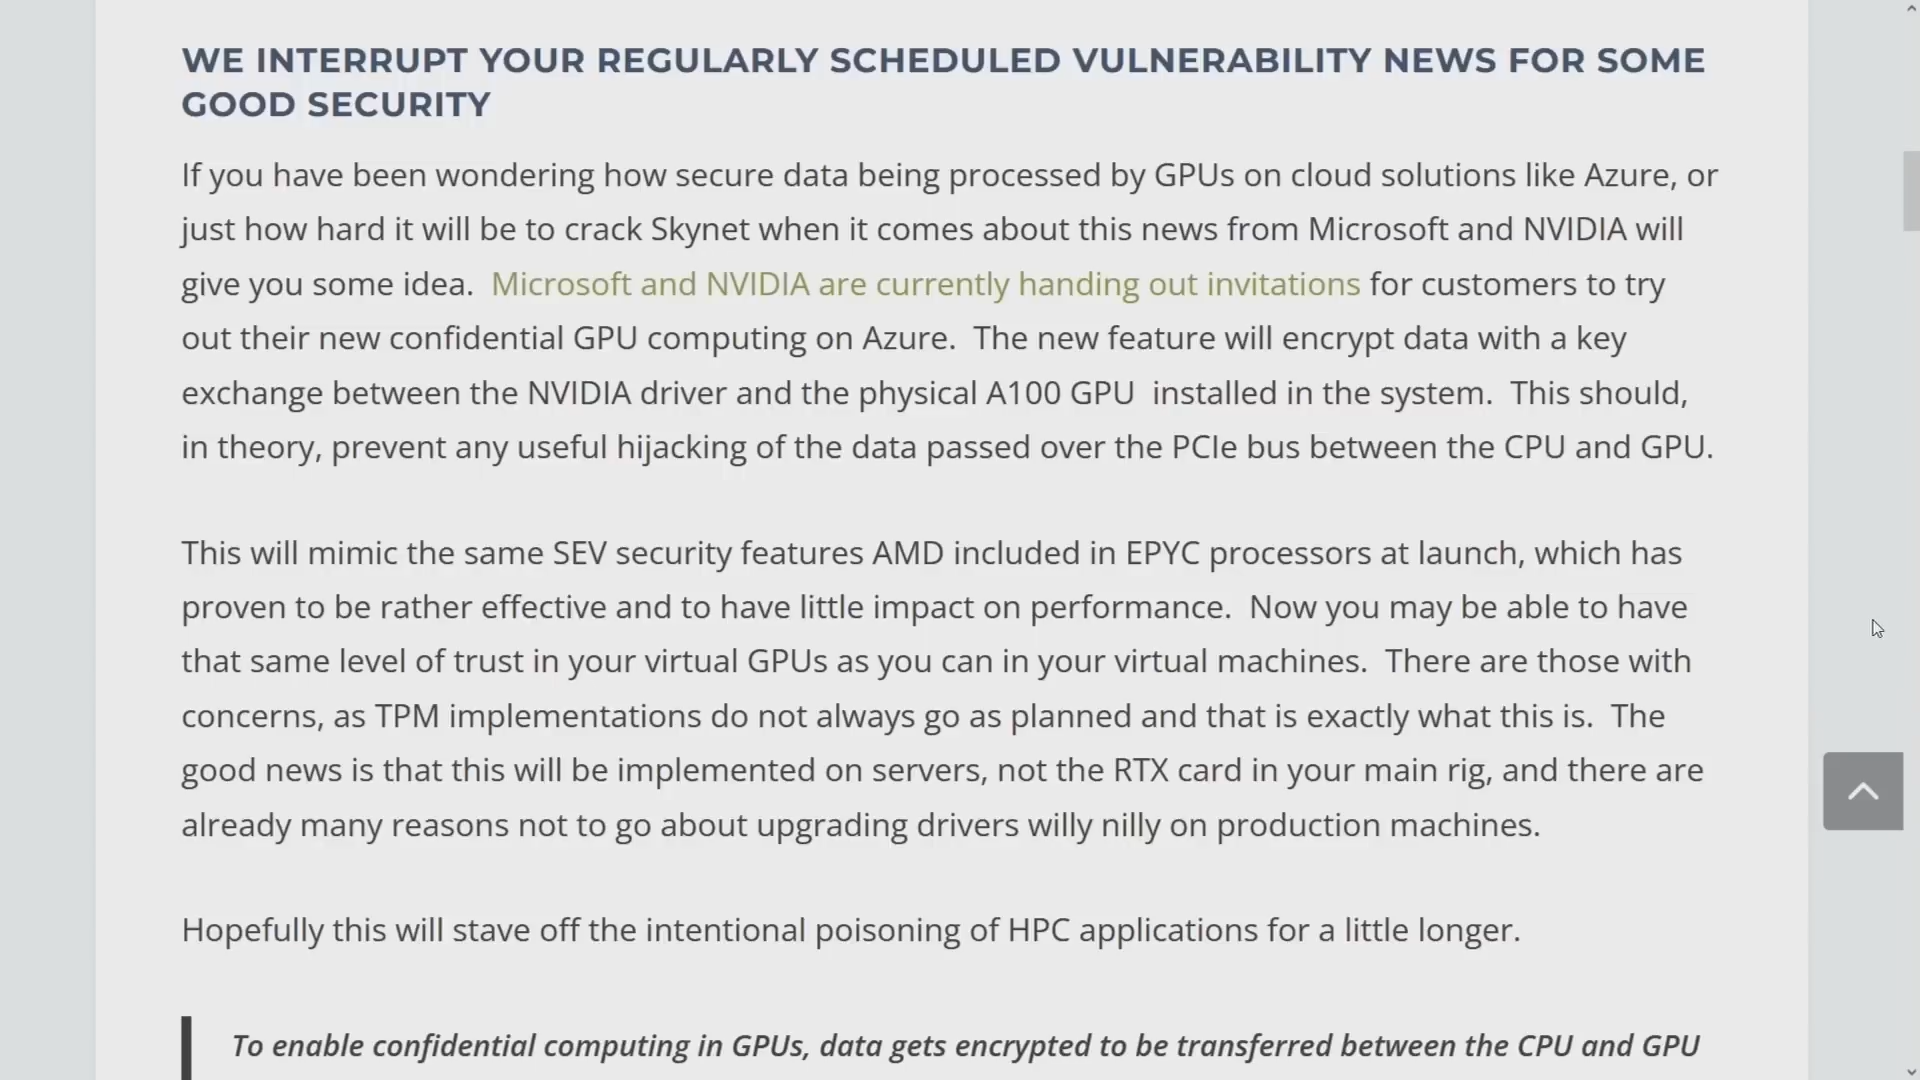 WE INTERRUPT YOUR REGULARLY SCHEDULED VULNERABILITY NEWS FOR SOME
GOOD SECURITY
If you have been wondering how secure data being processed by GPUs on cloud solutions like Azure, or
just how hard it will be to crack Skynet when it comes about this news from Microsoft and NVIDIA will
give you some idea.  Microsoft and NVIDIA are currently handing out invitations for customers to try
out their new confidential GPU computing on Azure.  The new feature will encrypt data with a key
exchange between the NVIDIA driver and the physical A100 GPU  installed in the system.  This should,
in theory, prevent any useful hijacking of the data passed over the PCIe bus between the CPU and GPU.
This will mimic the same SEV security features AMD included in EPYC processors at launch, which has
proven to be rather effective and to have little impact on performance.  Now you may be able to have
that same level of trust in your virtual GPUs as you can in your virtual machines.  There are those with
concerns, as TPM implementations do not always go as planned and that is exactly what this is.  The
good news is that this will be implemented on servers, not the RTX card in your main rig, and there are
already many reasons not to go about upgrading drivers willy nilly on production machines.
Hopefully this will stave off the intentional poisoning of HPC applications for a little longer.
To enable confidential computing in GPUs, data gets encrypted to be transferred between the CPU and GPU